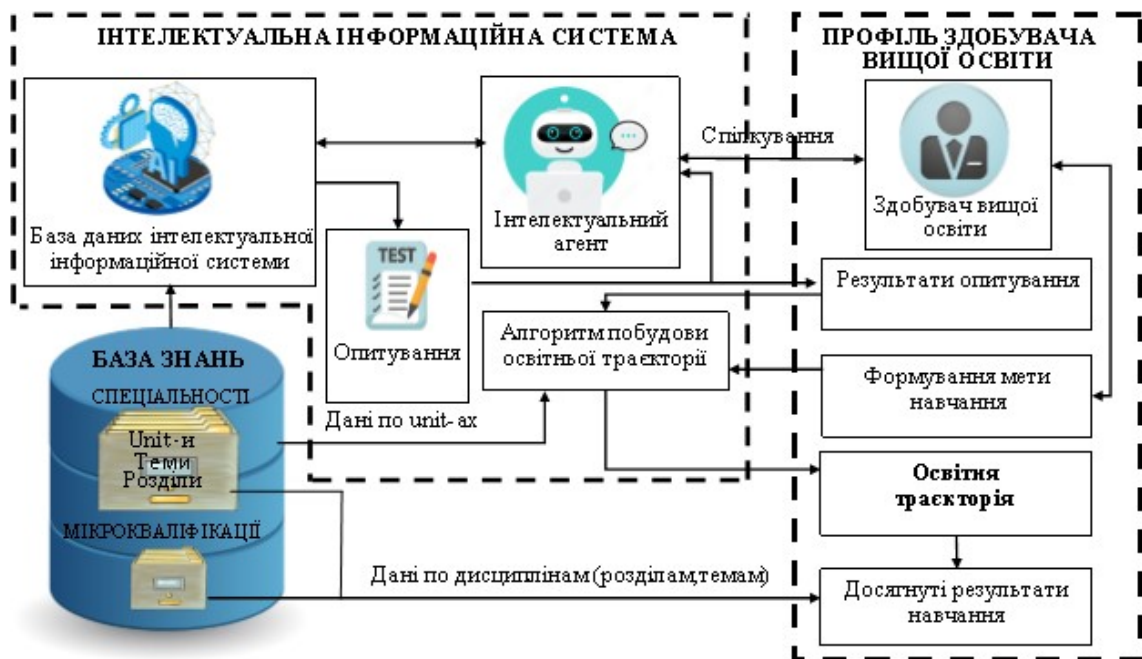 ІНТЕЛЕКТУАЛЬНА ІНФОРМАЦІЙНА СИСТЕМА
AI
База даних інтелектуальної
інформаційної системи
Інтелектуальний
агент
TEST
Опитування
Алгоритм побудови
освітньої траєкторії
Спілкування
ПРОФІЛЬ ЗДОБУВАЧА
ВИЩОЇ ОСВІТИ
Здобувач вищої
освіти
Результати опитування
Формування мети
навчання
Освітня
траєкторія
Досягнуті результати
навчання
БАЗА ЗНАНЬ
СПЕЦІАЛЬНОСТІ
Unit-и
Теми
Розділи
МІКРОКВАЛІФІКАЦІЇ
Дані по unit-ах
Дані по дисциплінам (розділам,темам)